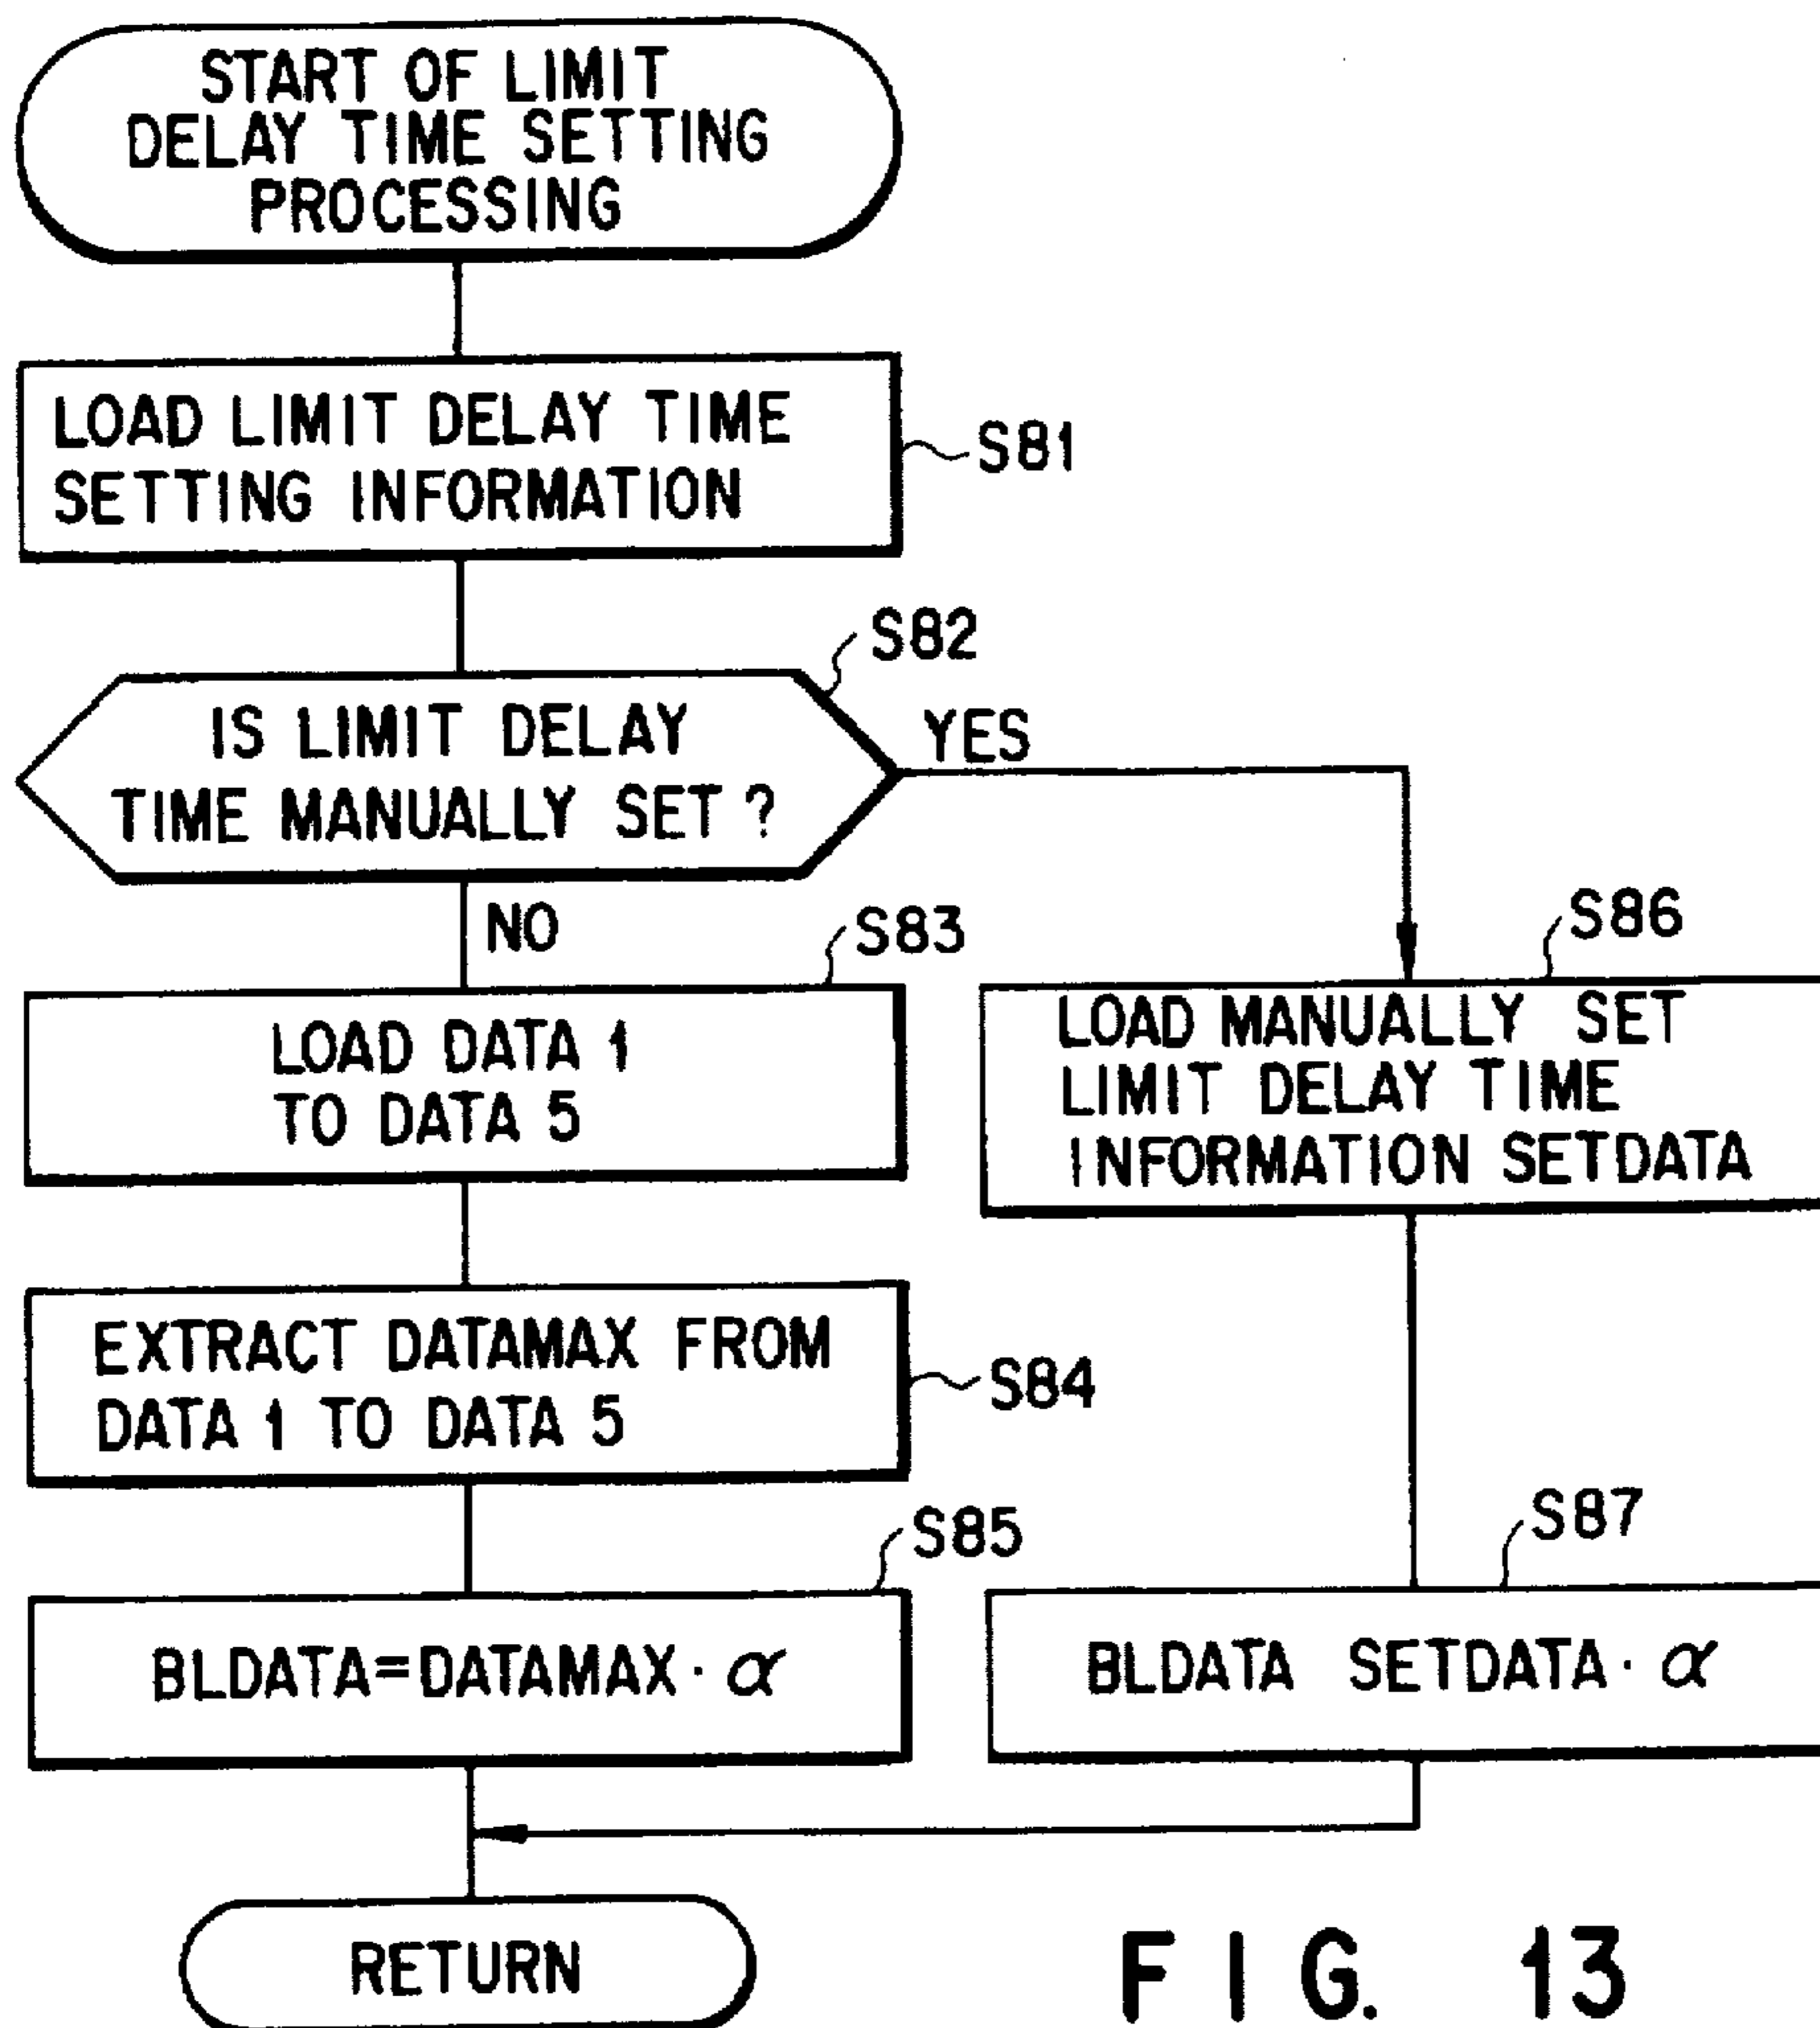 START OF LIMIT
DELAY TIME SETTING
PROCESSING
LOAD LIMIT DELAY TIME
SETTING INFORMATION
S81
S82
IS LIMIT DELAY
TIME MANUALLY SET ?
YES
NO
S83
LOAD DATA 1
TO DATA 5
S86
LOAD MANUALLY SET
LIMIT DELAY TIME
INFORMATION SETDATA
EXTRACT DATAMAX FROM
DATA 1 TO DATA 5
S84
S85
BLDATA=DATAMAX · α
S87
BLDATA SETDATA · α
RETURN
FIG. 13